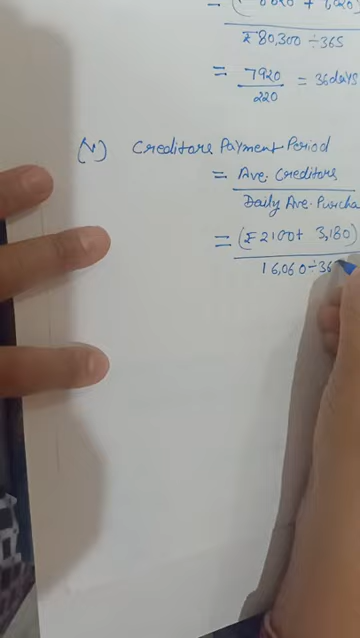 = (
₹80,300 ÷ 365
= 7920 / 220 = 36 days
(V) Creditors Payment Period
= Ave. Creditors
Daily Ave. Purcha
= (₹2100+ 3,180)
16,060 ÷ 36